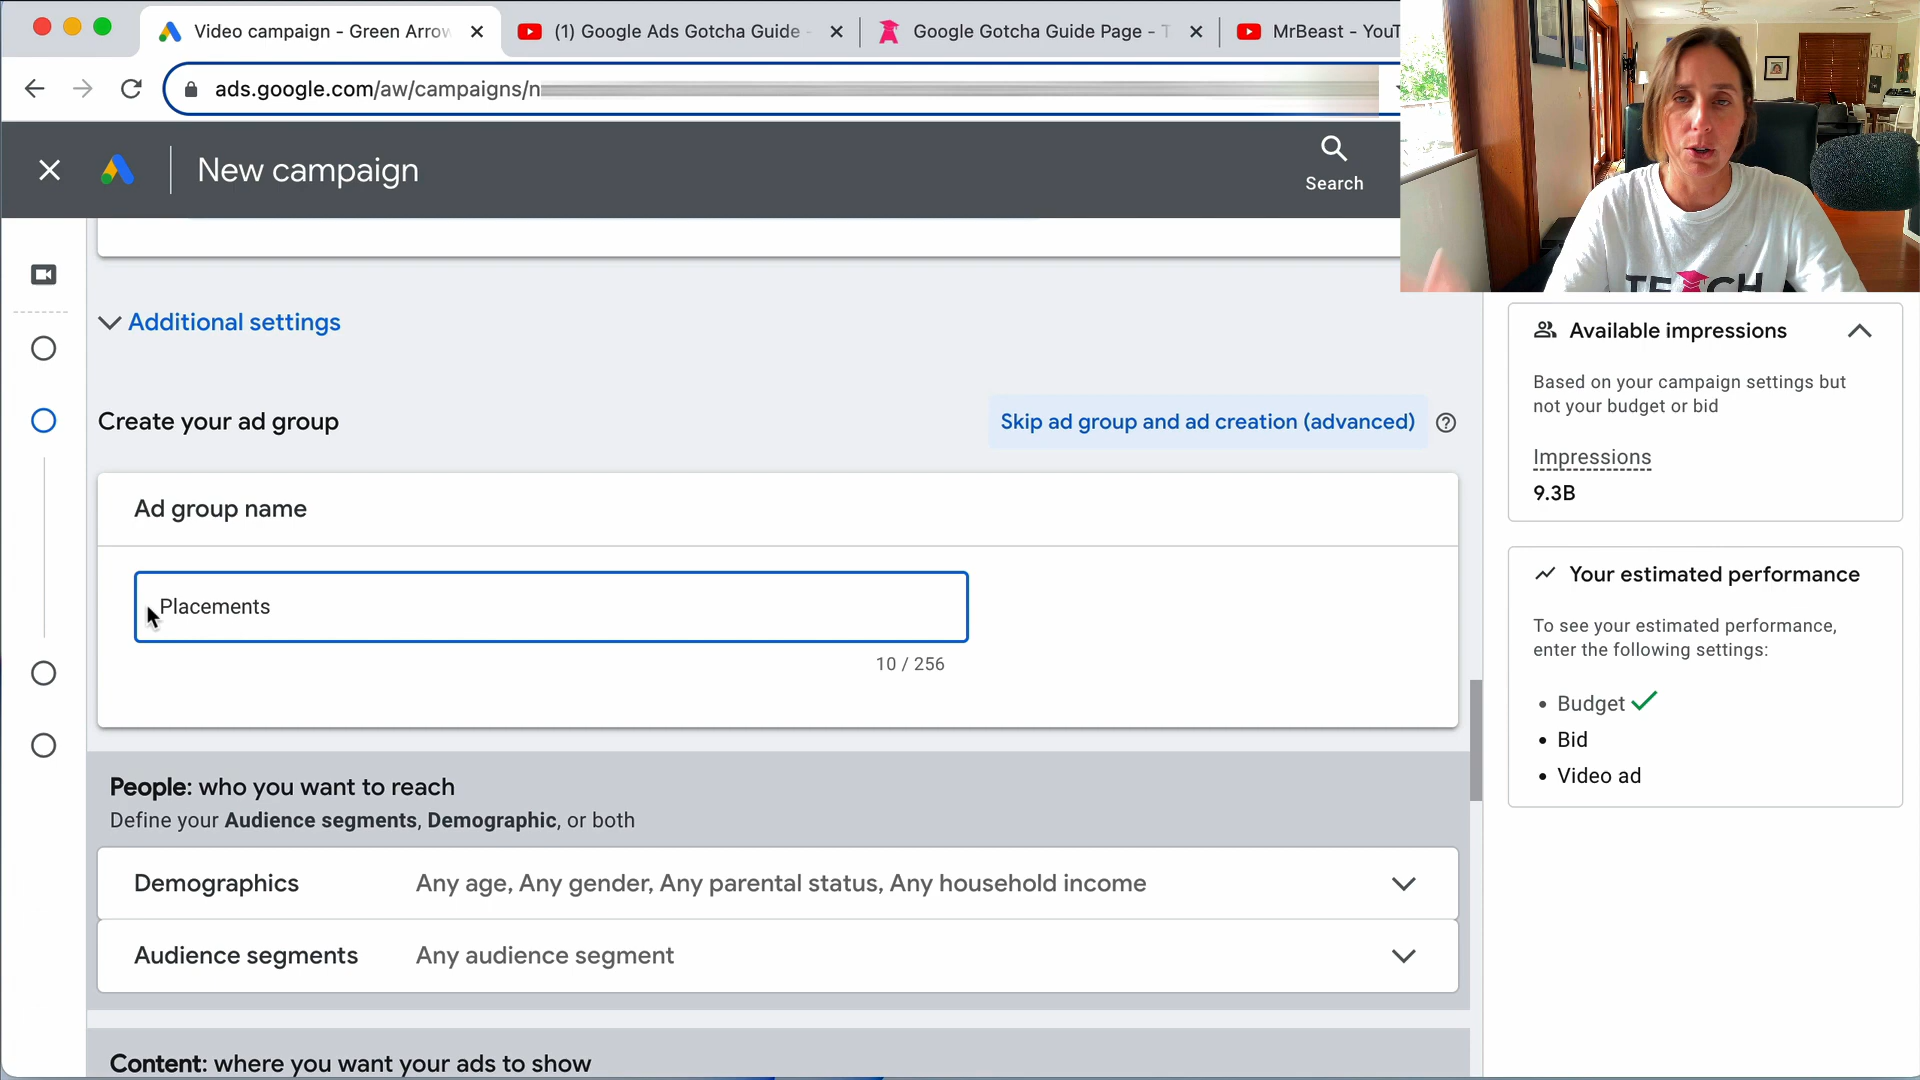 Video campaign - Green Arrow
(1) Google Ads Gotcha Guide -
Google Gotcha Guide Page - T
MrBeast - YouT
ads.google.com/aw/campaigns/n
New campaign
Search
TEACH
Additional settings
Create your ad group
Skip ad group and ad creation (advanced)
Ad group name
Placements
10 / 256
People: who you want to reach
Define your Audience segments, Demographic, or both
Demographics Any age, Any gender, Any parental status, Any household income
Audience segments Any audience segment
Content: where you want your ads to show
Available impressions
Based on your campaign settings but
not your budget or bid
Impressions
9.3B
Your estimated performance
To see your estimated performance,
enter the following settings:
• Budget
• Bid
• Video ad